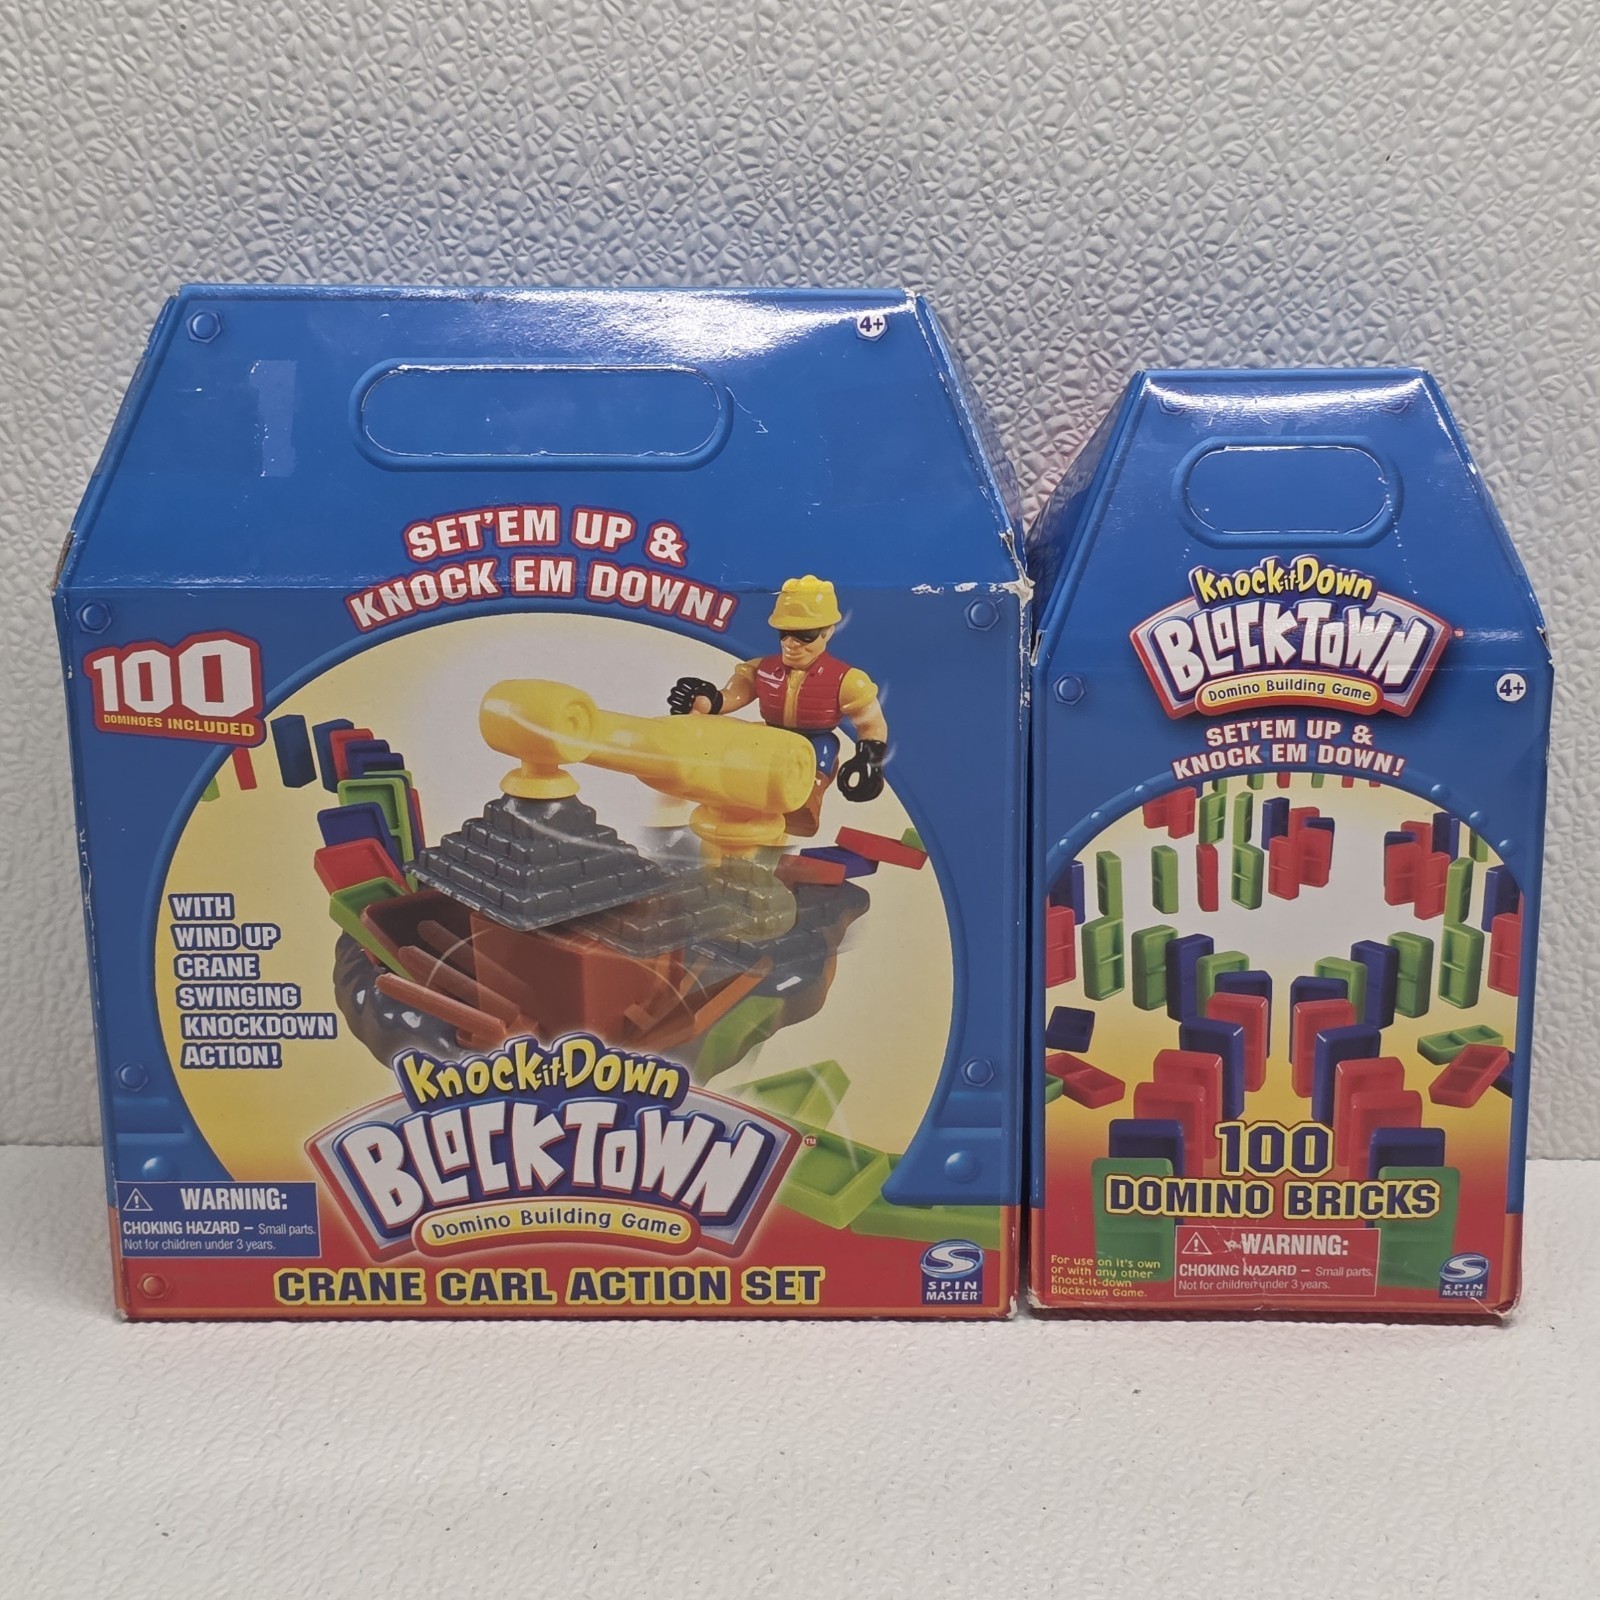 4+
SET'EM UP &
KNOCK EM DOWN!
100
DOMINOES INCLUDED
WITH
WIND UP
CRANE
SWINGING
KNOCKDOWN
ACTION!
Knock-it-Down
BLOCKTOWN™
Domino Building Game
⚠ WARNING:
CHOKING HAZARD – Small parts.
Not for children under 3 years.
CRANE CARL ACTION SET
SPIN
MASTER™
Knock-it-Down
BLOCKTOWN™
Domino Building Game
4+
SET'EM UP &
KNOCK EM DOWN!
100
DOMINO BRICKS
For use on it's own
or with any other
Knock-it-down
Blocktown Game.
⚠ WARNING:
CHOKING HAZARD – Small parts.
Not for children under 3 years.
SPIN
MASTER™